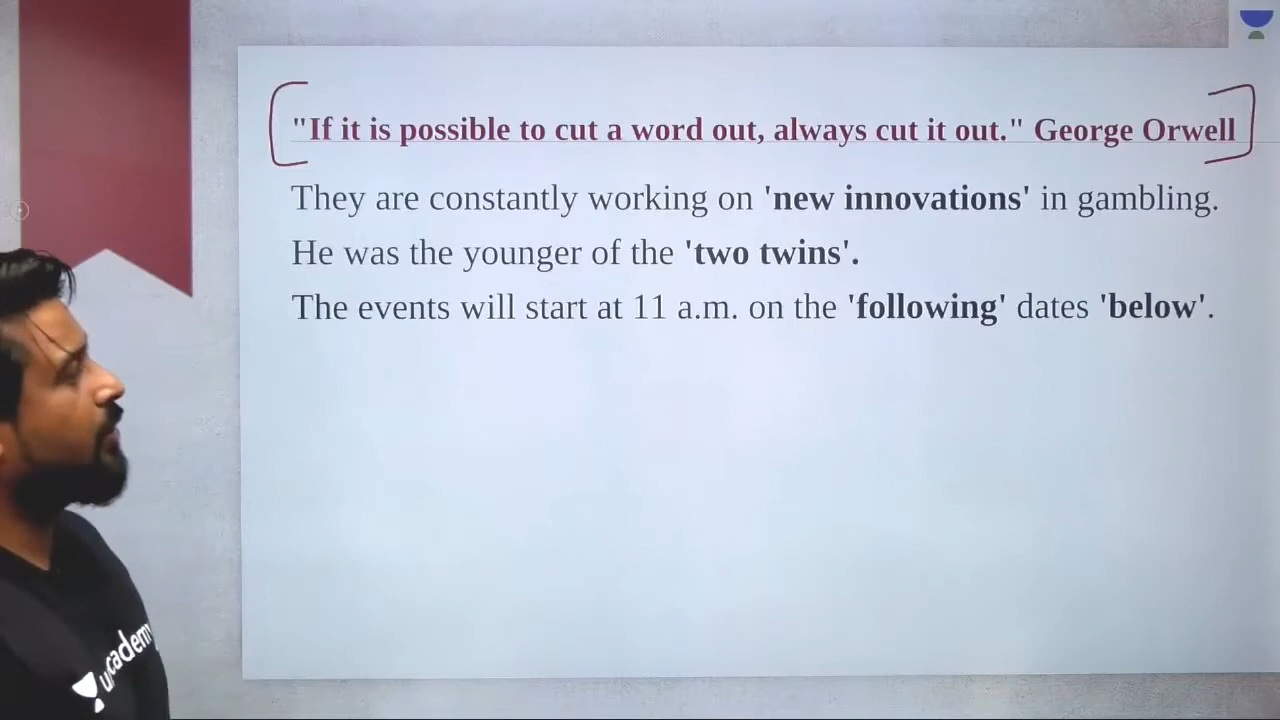 "If it is possible to cut a word out, always cut it out." George Orwell
They are constantly working on 'new innovations' in gambling.
He was the younger of the 'two twins'.
The events will start at 11 a.m. on the 'following' dates 'below'.
unacademy